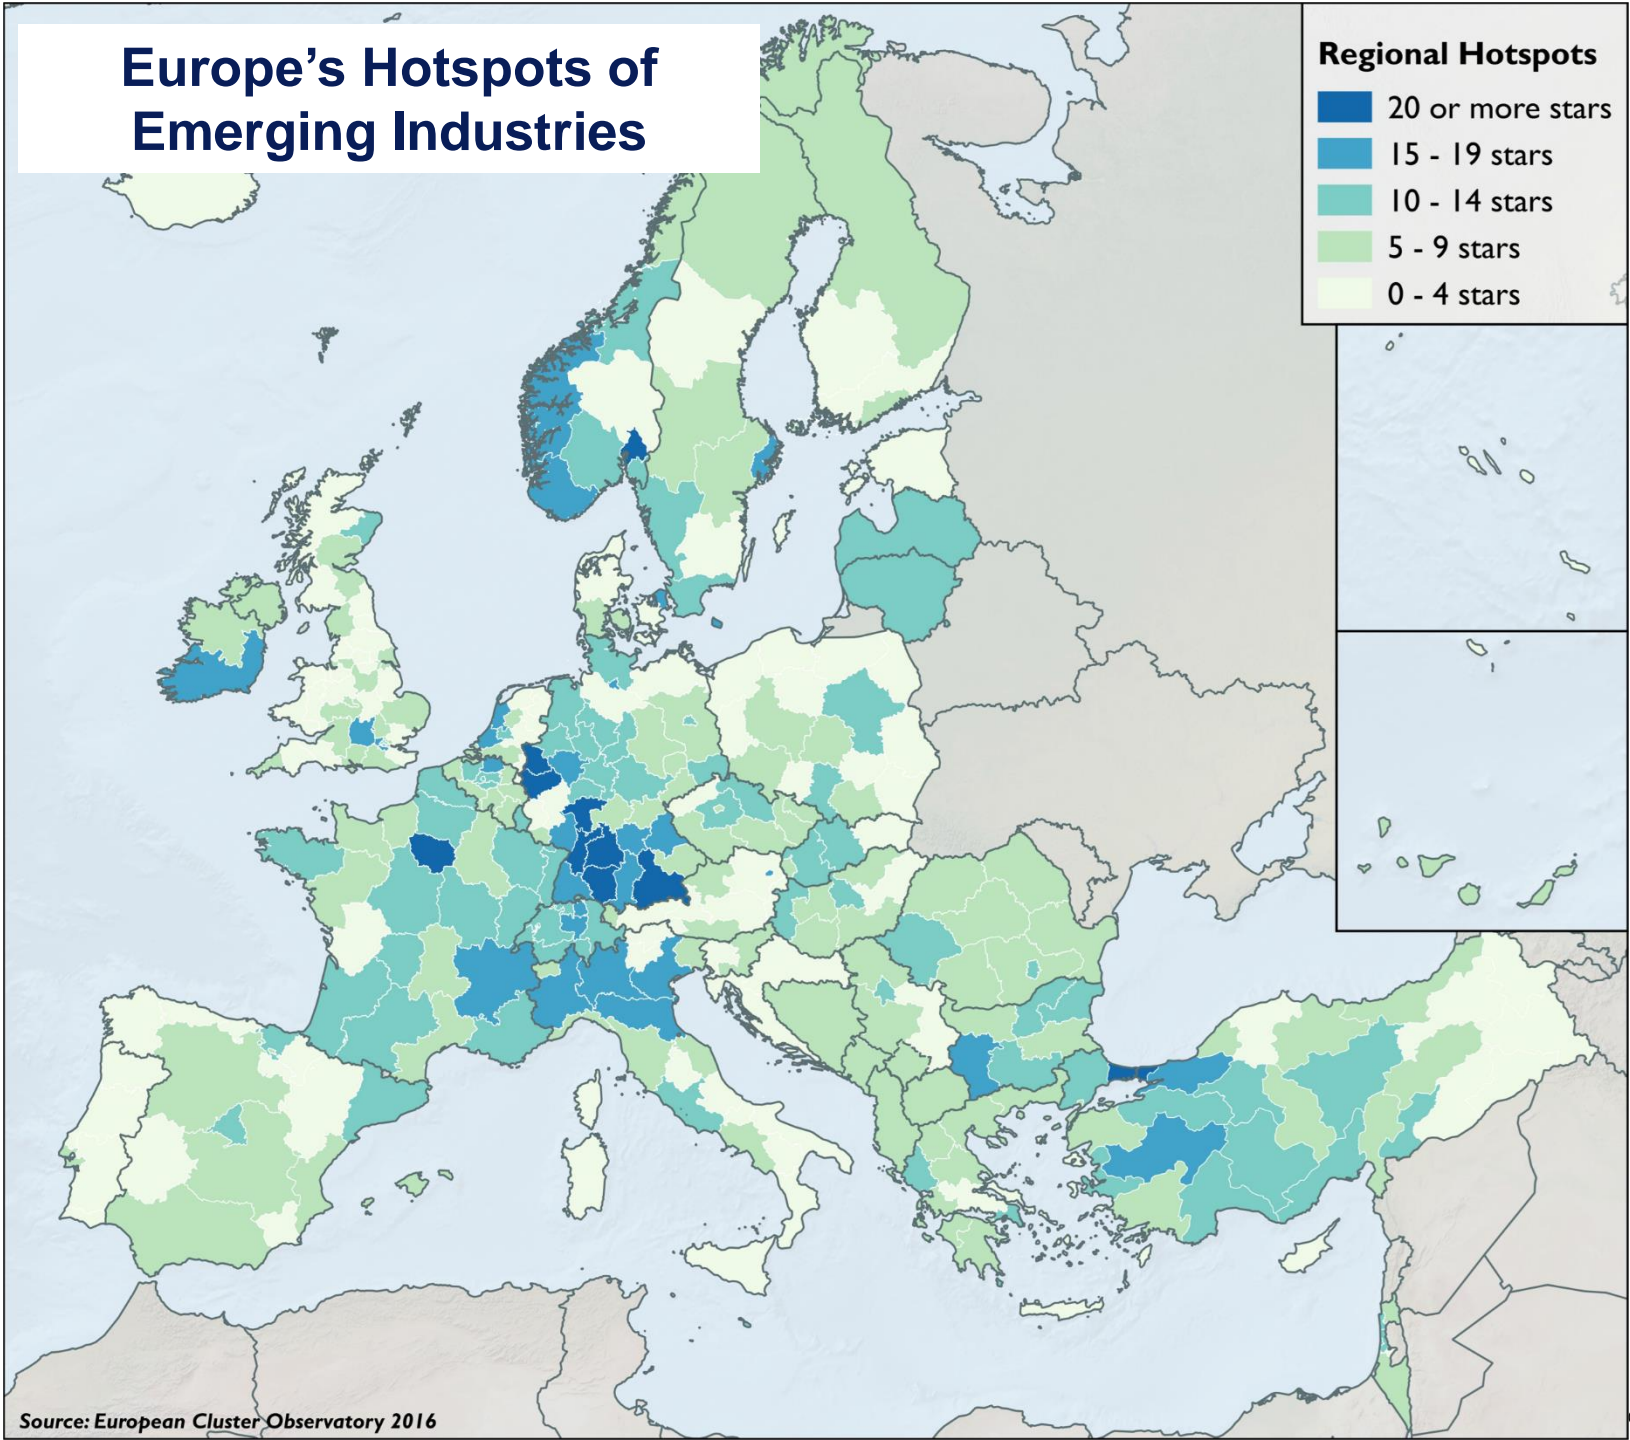 Europe’s Hotspots of
Emerging Industries
Regional Hotspots
20 or more stars
15 - 19 stars
10 - 14 stars
5 - 9 stars
0 - 4 stars
Source: European Cluster Observatory 2016